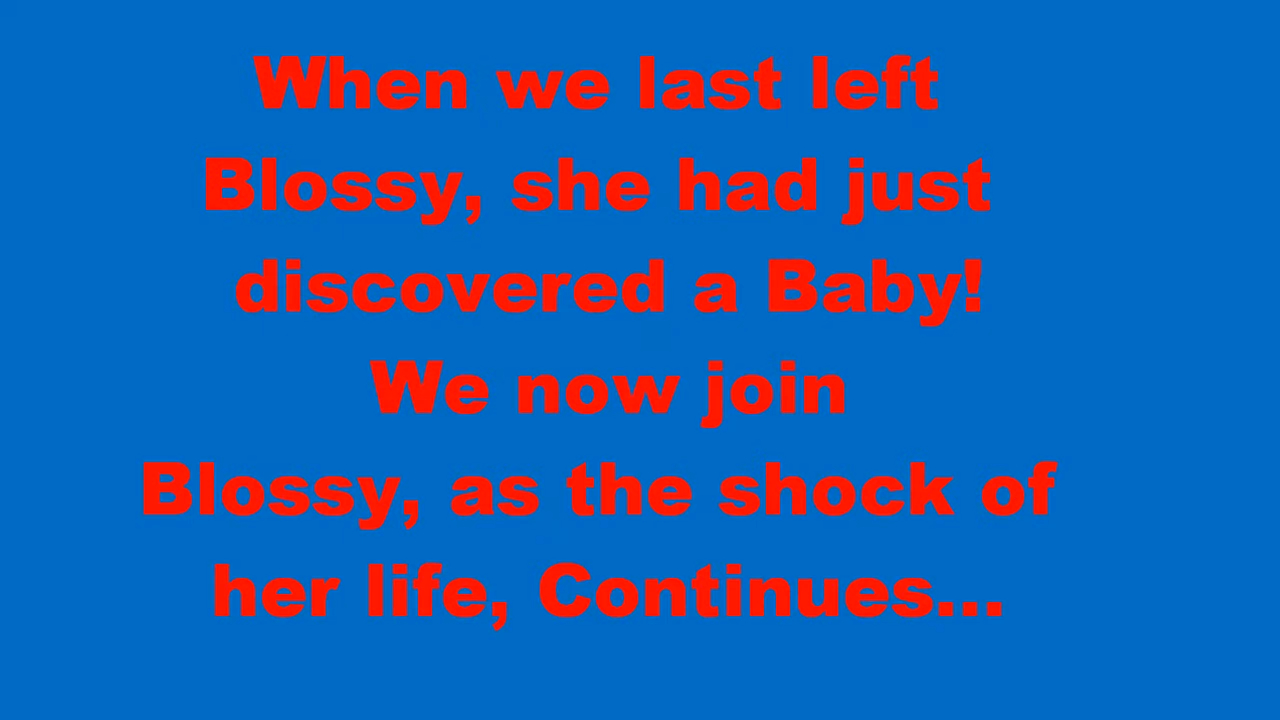 When we last left
Blossy, she had just
discovered a Baby!
We now join
Blossy, as the shock of
her life, Continues...